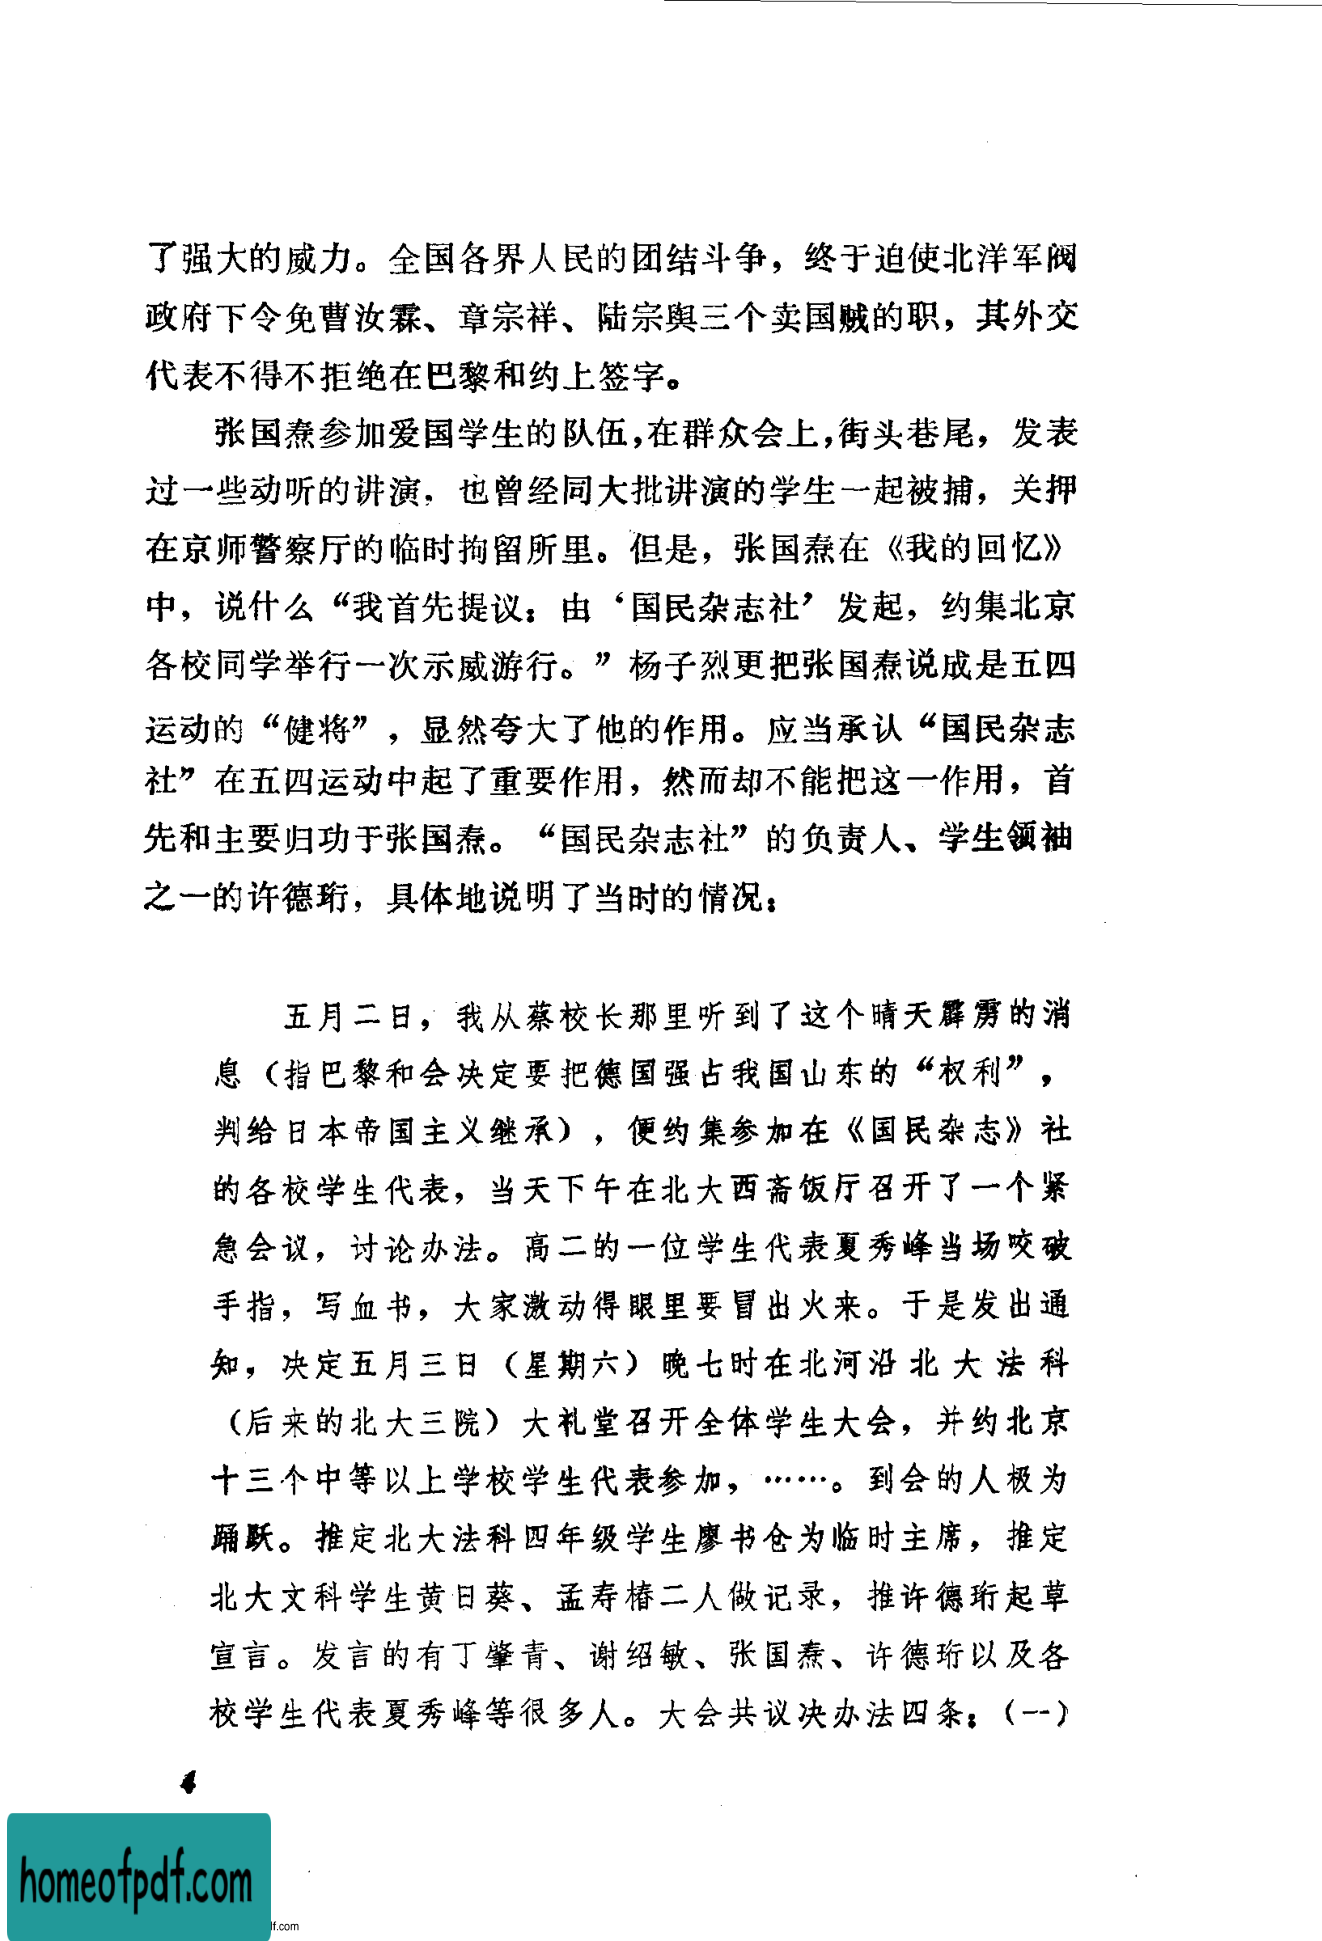 了强大的威力。全国各界人民的团结斗争，终于迫使北洋军阀
政府下令免曹汝霖、章宗祥、陆宗舆三个卖国贼的职，其外交
代表不得不拒绝在巴黎和约上签字。
张国焘参加爱国学生的队伍，在群众会上，街头巷尾，发表
过一些动听的讲演，也曾经同大批讲演的学生一起被捕，关押
在京师警察厅的临时拘留所里。但是，张国焘在《我的回忆》
中，说什么“我首先提议：由‘国民杂志社’发起，约集北京
各校同学举行一次示威游行。”杨子烈更把张国焘说成是五四
运动的“健将”，显然夸大了他的作用。应当承认“国民杂志
社”在五四运动中起了重要作用，然而却不能把这一作用，首
先和主要归功于张国焘。“国民杂志社”的负责人、学生领袖
之一的许德珩，具体地说明了当时的情况：
五月二日，我从蔡校长那里听到了这个晴天霹雳的消
息（指巴黎和会决定要把德国强占我国山东的“权利”，
判给日本帝国主义继承），便约集参加在《国民杂志》社
的各校学生代表，当天下午在北大西斋饭厅召开了一个紧
急会议，讨论办法。高二的一位学生代表夏秀峰当场咬破
手指，写血书，大家激动得眼里要冒出火来。于是发出通
知，决定五月三日（星期六）晚七时在北河沿北大法科
（后来的北大三院）大礼堂召开全体学生大会，并约北京
十三个中等以上学校学生代表参加，……。到会的人极为
踊跃。推定北大法科四年级学生廖书仓为临时主席，推定
北大文科学生黄日葵、孟寿椿二人做记录，推许德珩起草
宣言。发言的有丁肇青、谢绍敏、张国焘、许德珩以及各
校学生代表夏秀峰等很多人。大会共议决办法四条：（一）
4
homeofpdf.com
lf.com